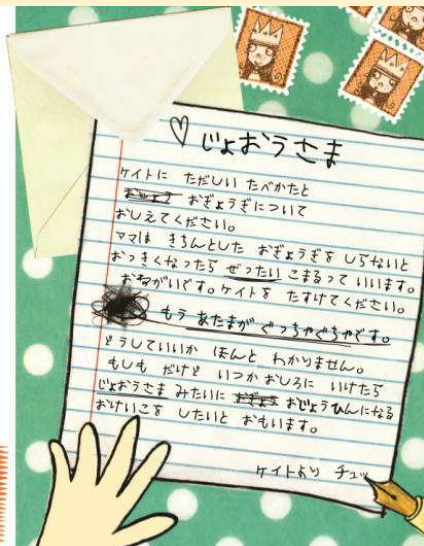 ♡ じょおうさま
ケイトに ただしい たべかたと
おぎょうぎについて
おしえてください。
ママは きちんとした おぎょうぎを しらないと
おっきくなったら ぜったい こまるって いいます。
おねがいです。ケイトを たすけてください。
もう あたまが ぐっちゃぐちゃです。
どうしていいか ほんと わかりません。
もしも だけど いつか おしろに いけたら
じょおうさま みたいに おじょうひんになる
おけいこを したいと おもいます。
ケイトより チュッ